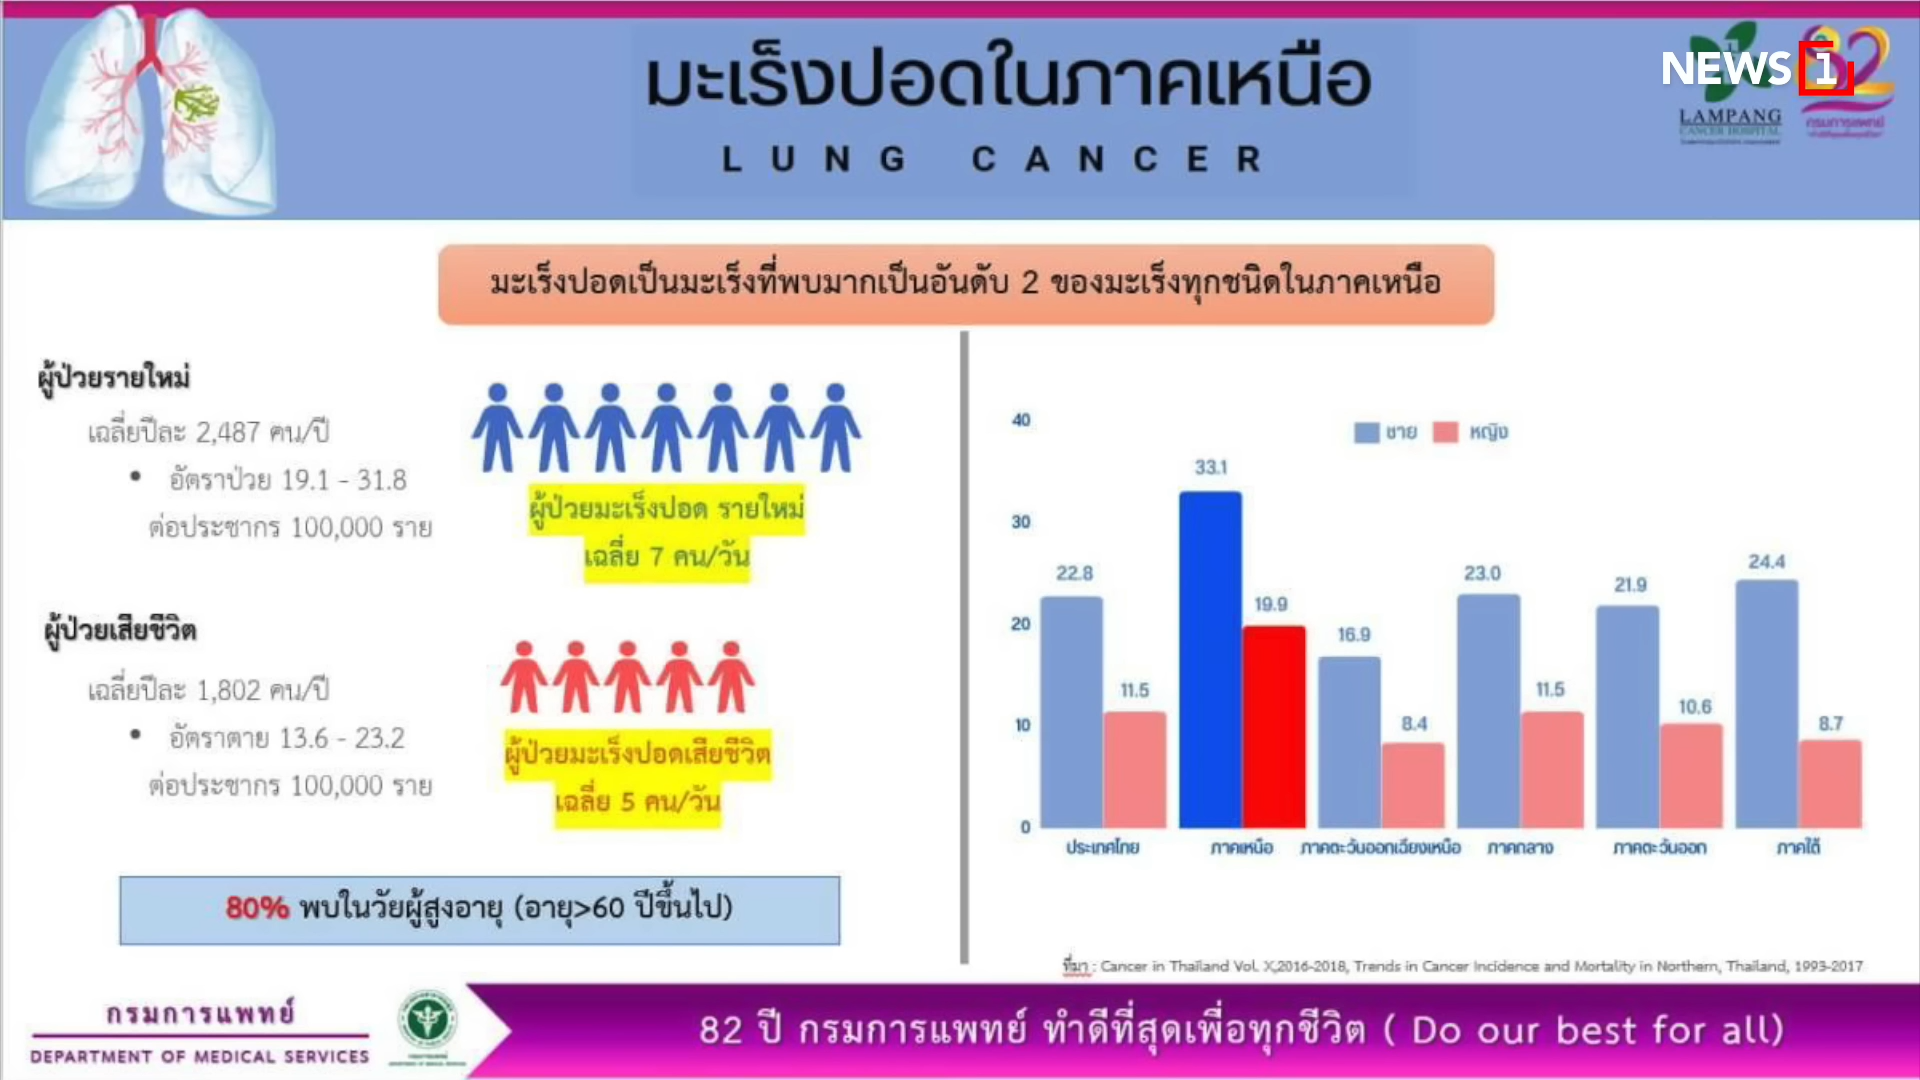 มะเร็งปอดในภาคเหนือ
LUNG CANCER
NEWS 1
LAMPANG
CANCER HOSPITAL
82
กรมการแพทย์
มะเร็งปอดเป็นมะเร็งที่พบมากเป็นอันดับ 2 ของมะเร็งทุกชนิดในภาคเหนือ
ผู้ป่วยรายใหม่
เฉลี่ยปีละ 2,487 คน/ปี
• อัตราป่วย 19.1 - 31.8
ต่อประชากร 100,000 ราย
ผู้ป่วยมะเร็งปอด รายใหม่
เฉลี่ย 7 คน/วัน
ผู้ป่วยเสียชีวิต
เฉลี่ยปีละ 1,802 คน/ปี
• อัตราตาย 13.6 - 23.2
ต่อประชากร 100,000 ราย
ผู้ป่วยมะเร็งปอดเสียชีวิต
เฉลี่ย 5 คน/วัน
80% พบในวัยผู้สูงอายุ (อายุ>60 ปีขึ้นไป)
ชาย หญิง
40
30
20
10
0
22.8
11.5
33.1
19.9
16.9
8.4
23.0
11.5
21.9
10.6
24.4
8.7
ประเทศไทย ภาคเหนือ ภาคตะวันออกเฉียงเหนือ ภาคกลาง ภาคตะวันออก ภาคใต้
ที่มา : Cancer in Thailand Vol. X,2016-2018, Trends in Cancer Incidence and Mortality in Northern, Thailand, 1993-2017
กรมการแพทย์
DEPARTMENT OF MEDICAL SERVICES
82 ปี กรมการแพทย์ ทำดีที่สุดเพื่อทุกชีวิต ( Do our best for all)